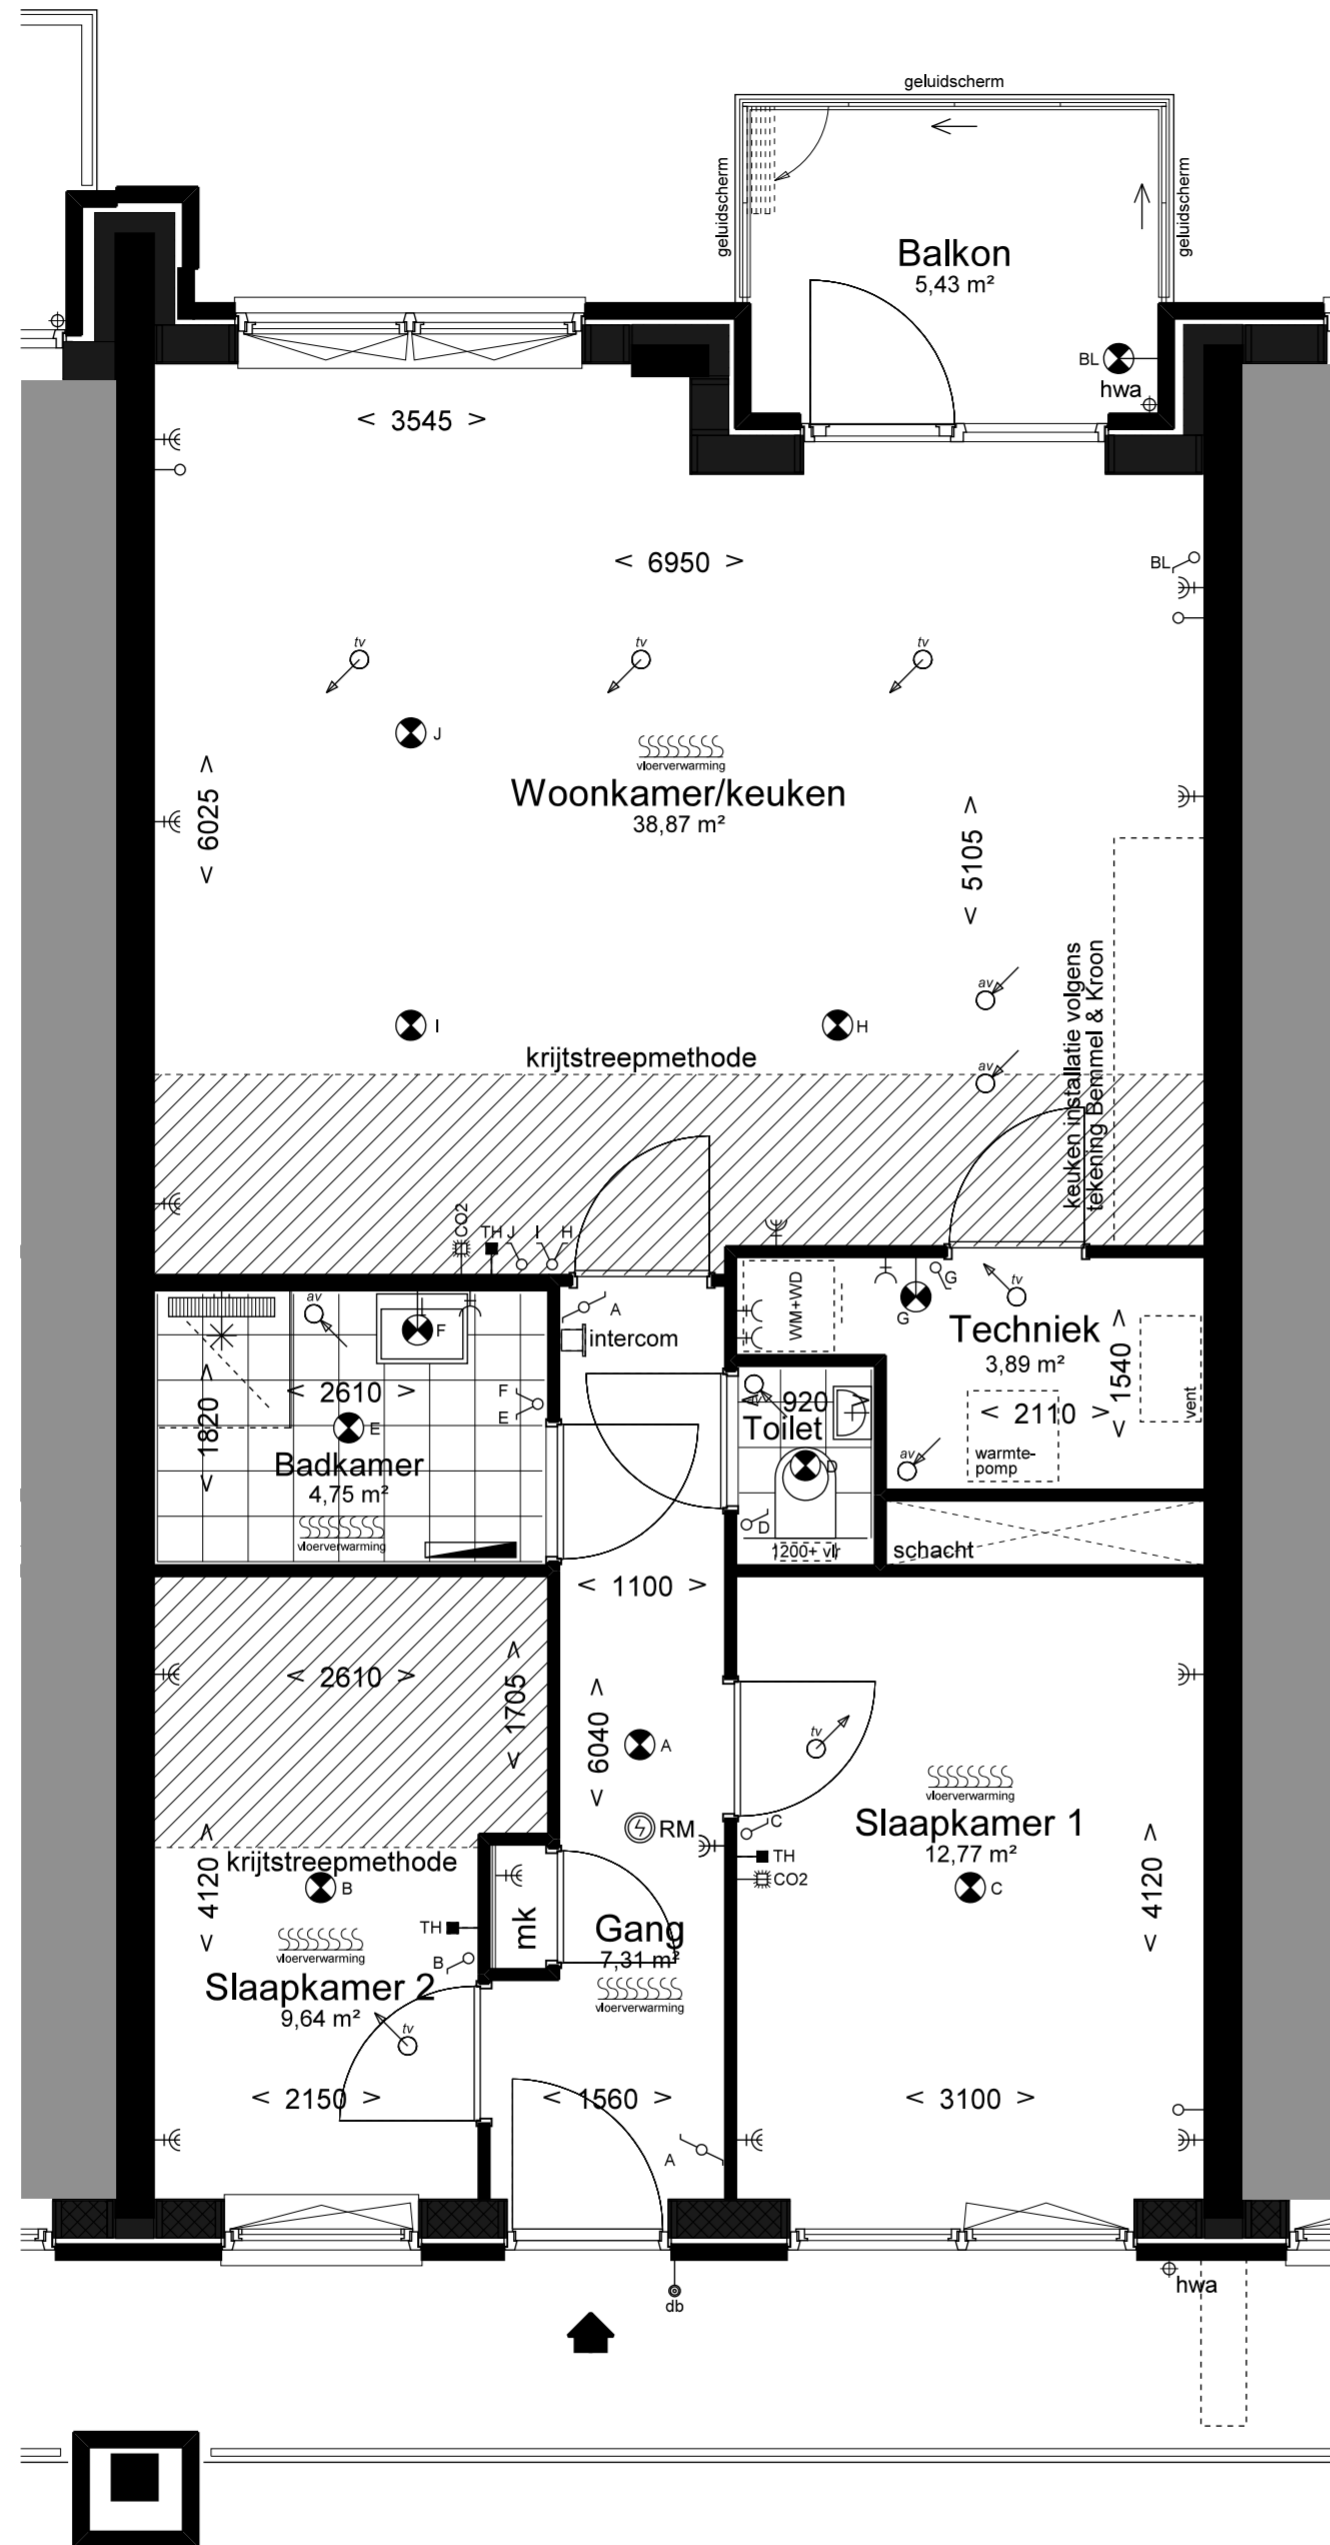 geluidscherm
geluidscherm
geluidscherm
Balkon
5,43 m²
BL
hwa
< 3545 >
< 6950 >
BL
tv
tv
tv
J
vloerverwarming
Woonkamer/keuken
38,87 m²
< 6025 >
< 5105 >
av
I
H
krijtstreepmethode
av
keuken installatie volgens
tekening Bemmel & Kroon
CO2
TH
J
I
H
av
F
A
intercom
WM+WD
G
G
tv
Techniek
3,89 m²
< 1540 >
vent
< 2110 >
warmte-
pomp
av
< 2610 >
< 1820 >
F
E
E
Badkamer
4,75 m²
vloerverwarming
av
< 920 >
Toilet
D
D
1200+ vlr
schacht
< 1100 >
< 2610 >
< 1705 >
< 6040 >
A
tv
RM
C
TH
CO2
vloerverwarming
Slaapkamer 1
12,77 m²
C
< 4120 >
< 4120 >
krijtstreepmethode
B
TH
B
mk
vloerverwarming
Slaapkamer 2
9,64 m²
tv
Gang
7,31 m²
vloerverwarming
< 2150 >
< 1560 >
< 3100 >
A
db
hwa